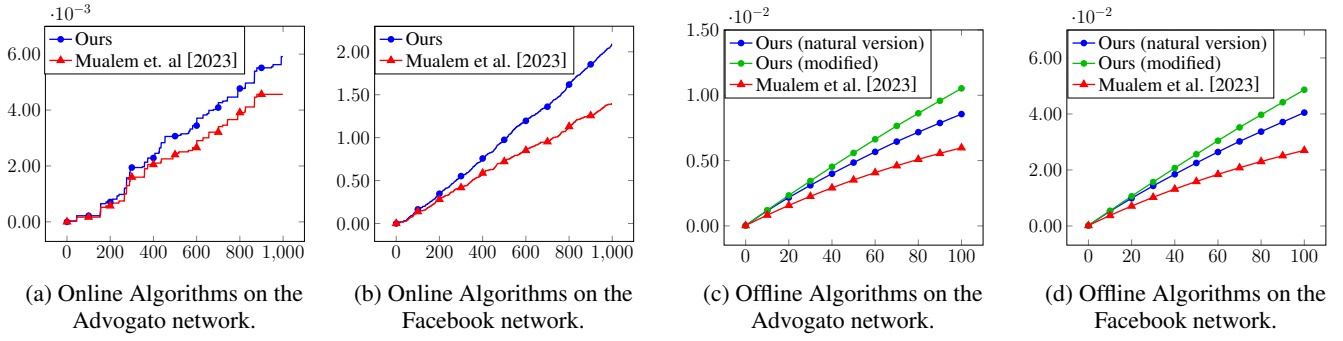 ·10⁻³
6.00
4.00
2.00
0.00
0
200
400
600
800
1,000
Ours
Mualem et. al [2023]
(a) Online Algorithms on the
Advogato network.
2.00
1.50
1.00
0.50
0.00
0
200
400
600
800
1,000
Ours
Mualem et al. [2023]
(b) Online Algorithms on the
Facebook network.
·10⁻²
1.50
1.00
0.50
0.00
0
20
40
60
80
100
Ours (natural version)
Ours (modified)
Mualem et al. [2023]
(c) Offline Algorithms on the
Advogato network.
·10⁻²
6.00
4.00
2.00
0.00
0
20
40
60
80
100
Ours (natural version)
Ours (modified)
Mualem et al. [2023]
(d) Offline Algorithms on the
Facebook network.